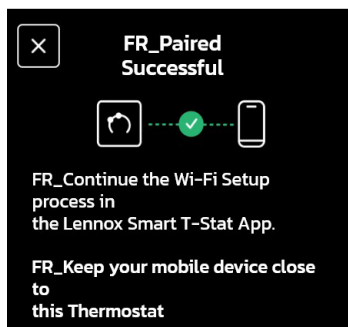 FR_Paired
Successful
FR_Continue the Wi-Fi Setup
process in
the Lennox Smart T-Stat App.
FR_Keep your mobile device close
to
this Thermostat